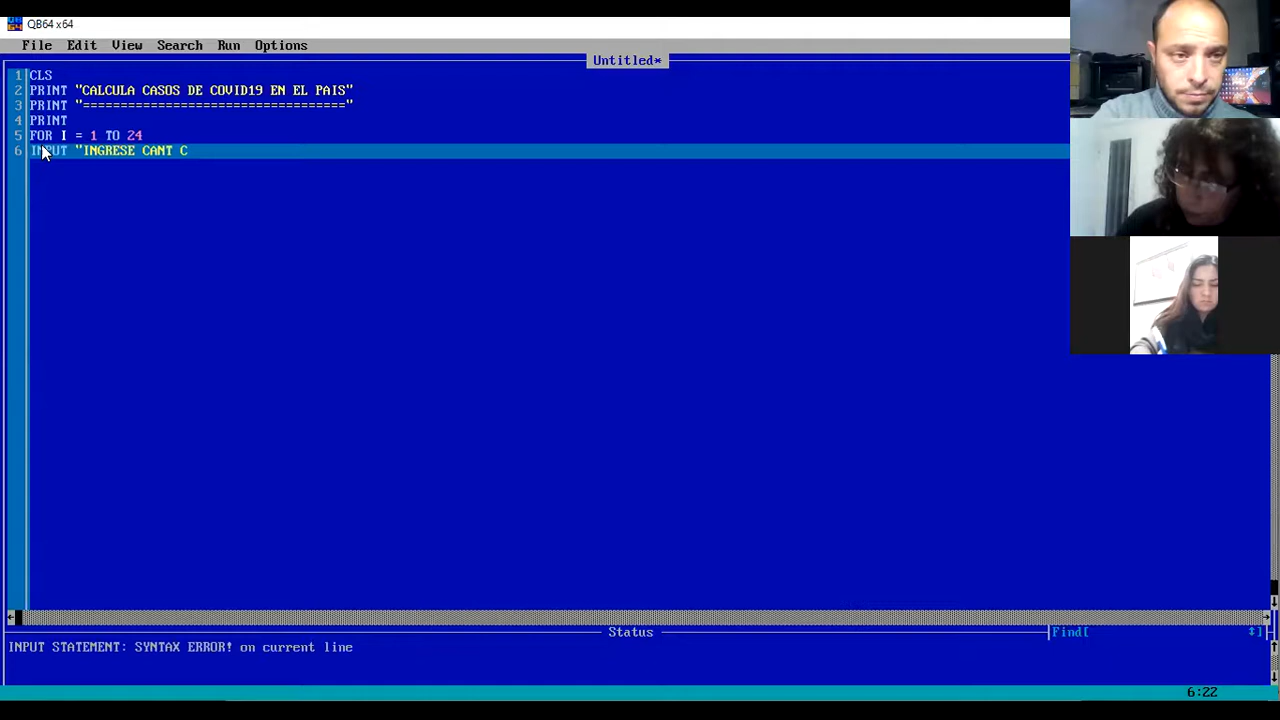 QB64 x64
File Edit View Search Run Options
Untitled*
1 CLS
2 PRINT "CALCULA CASOS DE COVID19 EN EL PAIS"
3 PRINT "==================================="
4 PRINT
5 FOR I = 1 TO 24
6 INPUT "INGRESE CANT C
Status
Find[
]
INPUT STATEMENT: SYNTAX ERROR! on current line
6:22